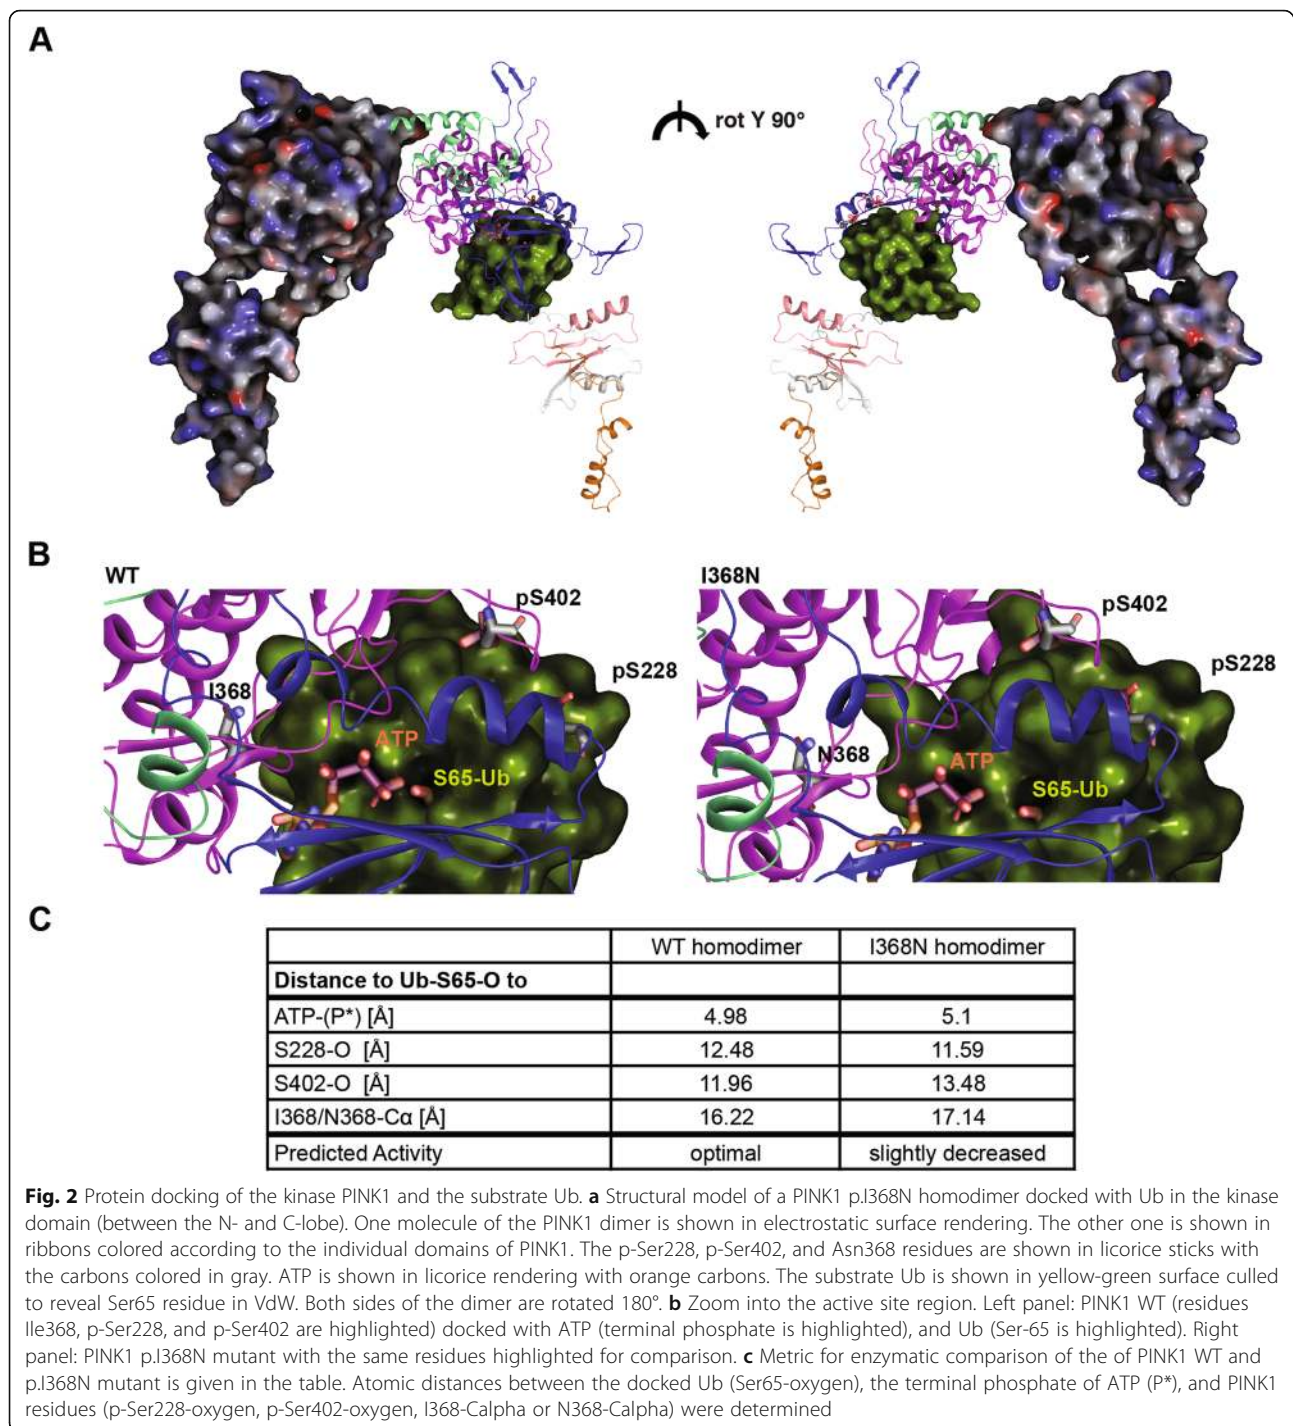 A
rot Y 90°
B
WT
pS402
pS228
I368
ATP
S65-Ub
I368N
pS402
pS228
N368
ATP
S65-Ub
C
WT homodimer I368N homodimer
Distance to Ub-S65-O to
ATP-(P*) [Å] 4.98 5.1
S228-O [Å] 12.48 11.59
S402-O [Å] 11.96 13.48
I368/N368-Cα [Å] 16.22 17.14
Predicted Activity optimal slightly decreased
Fig. 2 Protein docking of the kinase PINK1 and the substrate Ub. a Structural model of a PINK1 p.I368N homodimer docked with Ub in the kinase
domain (between the N- and C-lobe). One molecule of the PINK1 dimer is shown in electrostatic surface rendering. The other one is shown in
ribbons colored according to the individual domains of PINK1. The p-Ser228, p-Ser402, and Asn368 residues are shown in licorice sticks with
the carbons colored in gray. ATP is shown in licorice rendering with orange carbons. The substrate Ub is shown in yellow-green surface culled
to reveal Ser65 residue in VdW. Both sides of the dimer are rotated 180°. b Zoom into the active site region. Left panel: PINK1 WT (residues
Ile368, p-Ser228, and p-Ser402 are highlighted) docked with ATP (terminal phosphate is highlighted), and Ub (Ser-65 is highlighted). Right
panel: PINK1 p.I368N mutant with the same residues highlighted for comparison. c Metric for enzymatic comparison of the of PINK1 WT and
p.I368N mutant is given in the table. Atomic distances between the docked Ub (Ser65-oxygen), the terminal phosphate of ATP (P*), and PINK1
residues (p-Ser228-oxygen, p-Ser402-oxygen, I368-Calpha or N368-Calpha) were determined